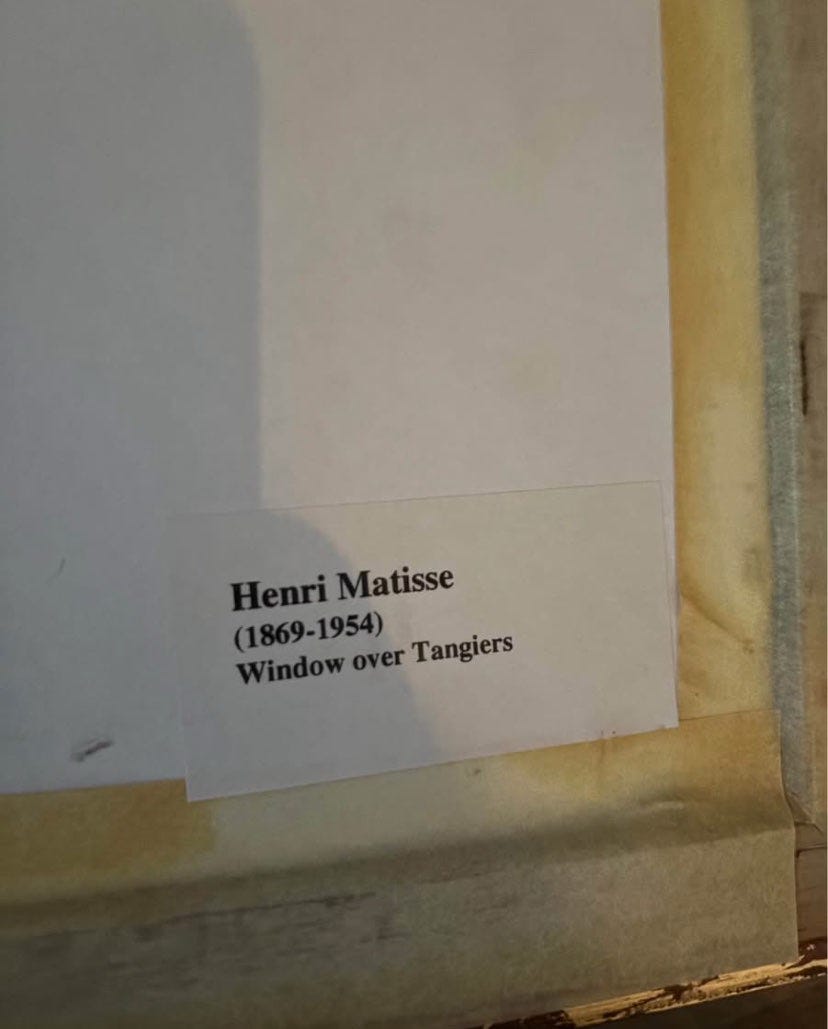 Henri Matisse
(1869-1954)
Window over Tangiers